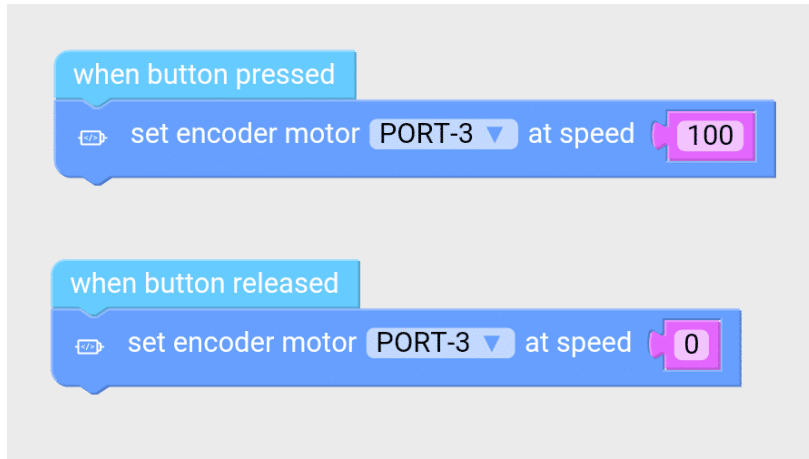 when button pressed
set encoder motor PORT-3 at speed 100
when button released
set encoder motor PORT-3 at speed 0